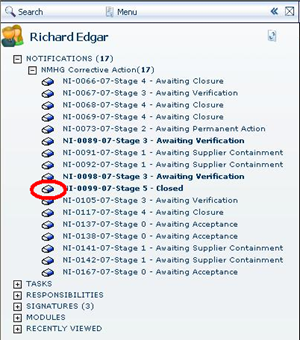 Search Menu
Richard Edgar
NOTIFICATIONS (17)
NMHG Corrective Action(17)
NI-0066-07-Stage 4 - Awaiting Closure
NI-0067-07-Stage 3 - Awaiting Verification
NI-0068-07-Stage 4 - Awaiting Closure
NI-0069-07-Stage 4 - Awaiting Closure
NI-0073-07-Stage 2 - Awaiting Permanent Action
NI-0089-07-Stage 3 - Awaiting Verification
NI-0091-07-Stage 1 - Awaiting Supplier Containment
NI-0092-07-Stage 1 - Awaiting Supplier Containment
NI-0098-07-Stage 3 - Awaiting Verification
NI-0099-07-Stage 5 - Closed
NI-0105-07-Stage 3 - Awaiting Verification
NI-0117-07-Stage 4 - Awaiting Closure
NI-0137-07-Stage 0 - Awaiting Acceptance
NI-0138-07-Stage 0 - Awaiting Acceptance
NI-0141-07-Stage 1 - Awaiting Supplier Containment
NI-0142-07-Stage 1 - Awaiting Supplier Containment
NI-0167-07-Stage 0 - Awaiting Acceptance
TASKS
RESPONSIBILITIES
SIGNATURES (3)
MODULES
RECENTLY VIEWED